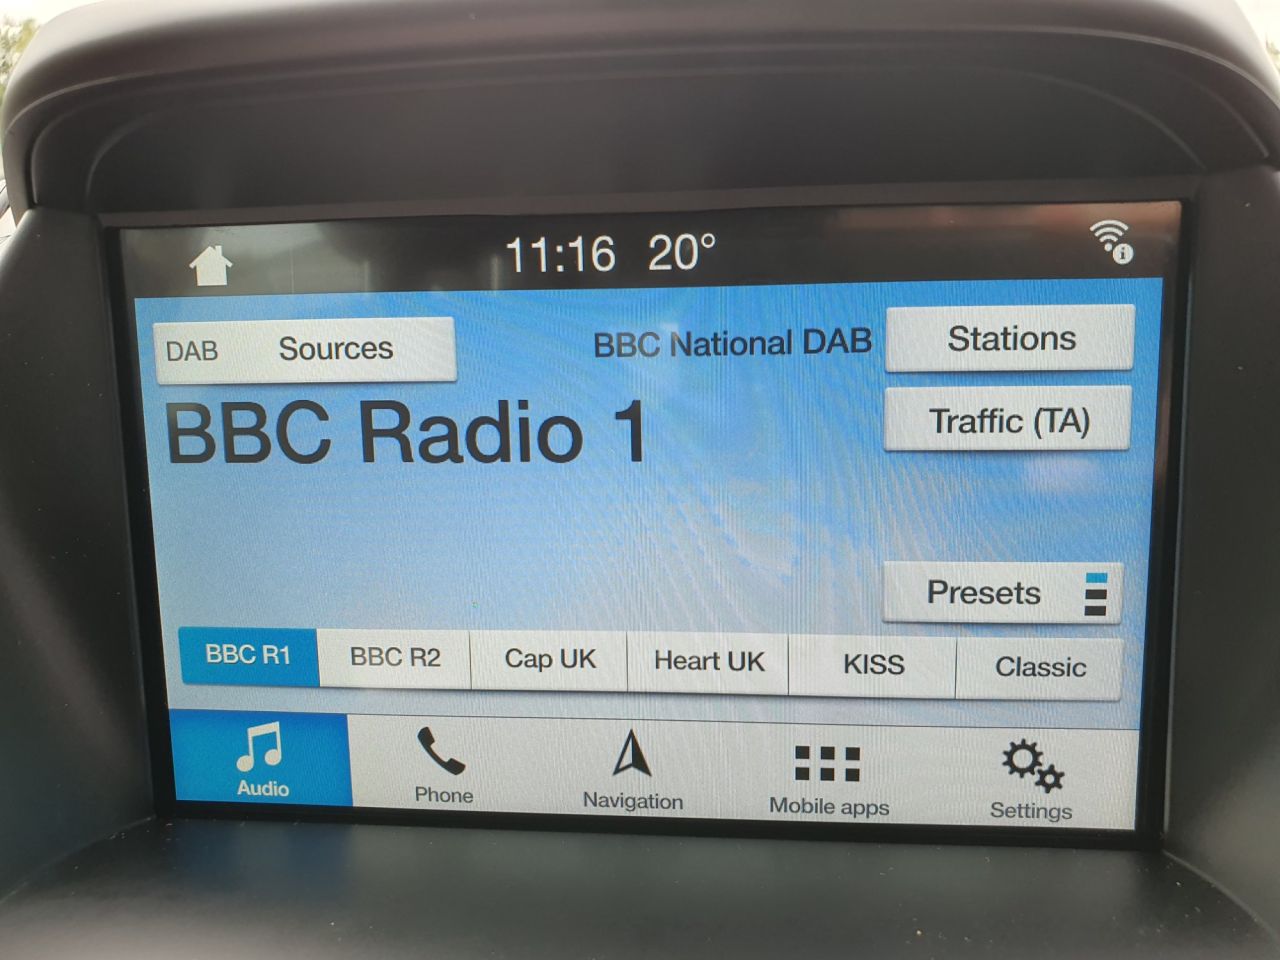 11:16 20°
DAB Sources
BBC National DAB
Stations
BBC Radio 1
Traffic (TA)
Presets
BBC R1
BBC R2
Cap UK
Heart UK
KISS
Classic
Audio
Phone
Navigation
Mobile apps
Settings